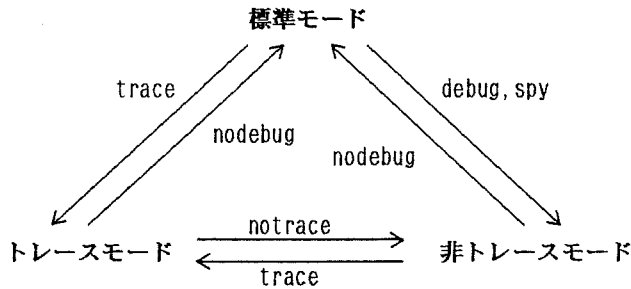 標準モード
trace
debug, spy
nodebug
nodebug
notrace
トレースモード
非トレースモード
trace